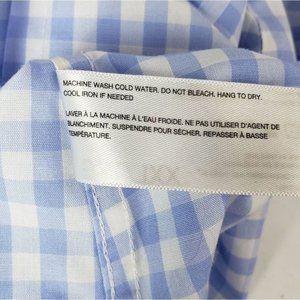 MACHINE WASH COLD WATER. DO NOT BLEACH. HANG TO DRY.
COOL IRON IF NEEDED
LAVER À LA MACHINE À L'EAU FROIDE. NE PAS UTILISER D'AGENT DE
BLANCHIMENT. SUSPENDRE POUR SÉCHER. REPASSER À BASSE
TEMPÉRATURE.